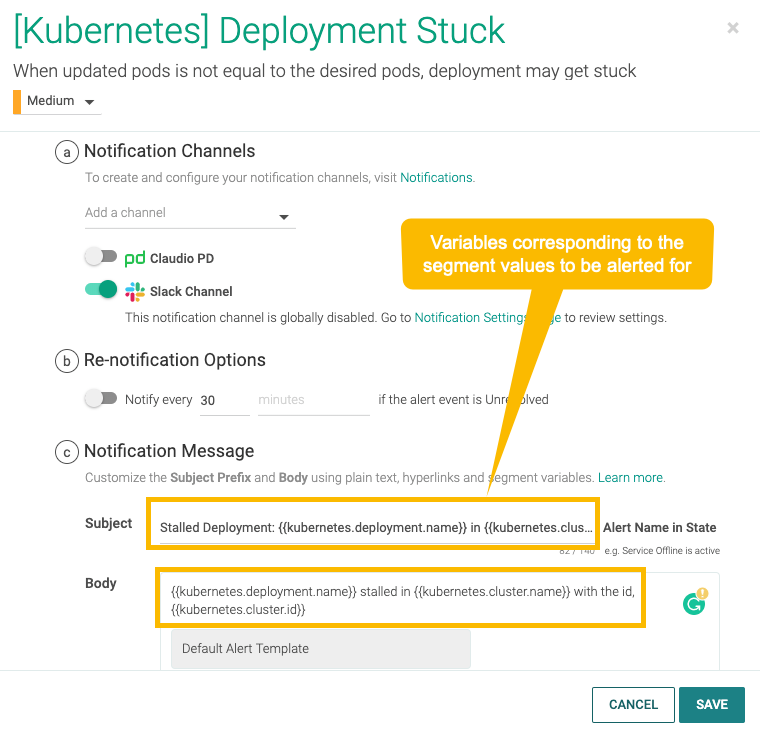 [Kubernetes] Deployment Stuck
×
When updated pods is not equal to the desired pods, deployment may get stuck
Medium
a Notification Channels
To create and configure your notification channels, visit Notifications.
Add a channel
Variables corresponding to the
segment values to be alerted for
pd Claudio PD
Slack Channel
This notification channel is globally disabled. Go to Notification Settings to review settings.
b Re-notification Options
Notify every 30 minutes if the alert event is Unresolved
c Notification Message
Customize the Subject Prefix and Body using plain text, hyperlinks and segment variables. Learn more.
Subject Stalled Deployment: {{kubernetes.deployment.name}} in {{kubernetes.clus... Alert Name in State
82 / 140 e.g. Service Offline is active
Body
{{kubernetes.deployment.name}} stalled in {{kubernetes.cluster.name}} with the id,
{{kubernetes.cluster.id}}
Default Alert Template
CANCEL SAVE